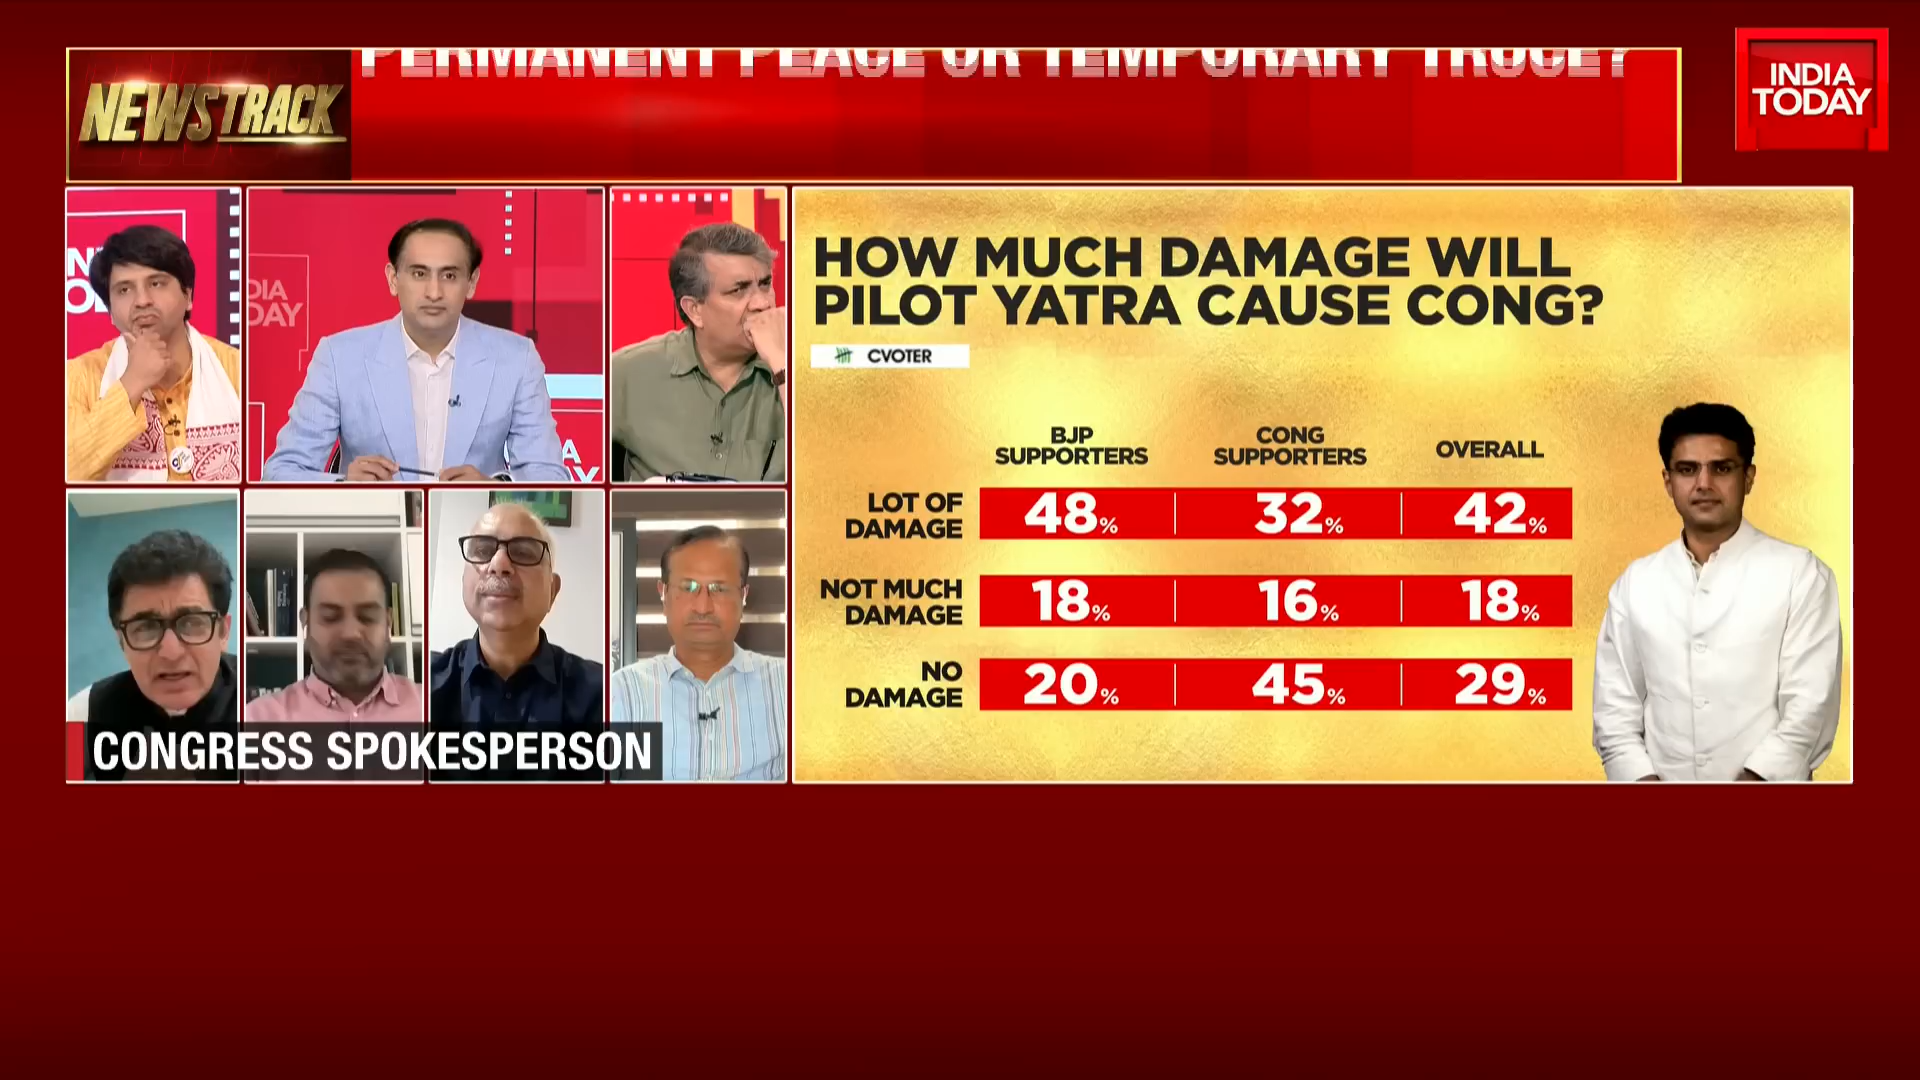 PERMANENT PEACE OR TEMPORARY TRUCE?
NEWSTRACK
INDIA
TODAY
HOW MUCH DAMAGE WILL
PILOT YATRA CAUSE CONG?
CVOTER
BJP
SUPPORTERS
CONG
SUPPORTERS
OVERALL
LOT OF
DAMAGE
48% 32% 42%
NOT MUCH
DAMAGE
18% 16% 18%
NO
DAMAGE
20% 45% 29%
DIA
DAY
CONGRESS SPOKESPERSON